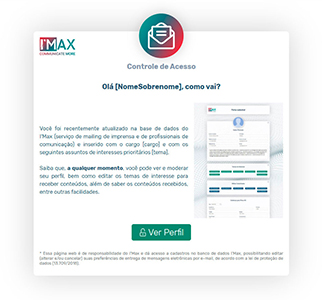 I'MAX
COMMUNICATE MORE
Controle de Acesso
Olá [NomeSobrenome], como vai?
Você foi recentemente atualizado na base de dados do
I'Max [serviço de mailing de imprensa e de profissionais de
comunicação] e inserido com o cargo [cargo] e com os
seguintes assuntos de interesses prioritários [tema].
Saiba que, a qualquer momento, você pode ver e moderar
seu perfil, bem como editar os temas de interesse para
receber conteúdos, além de saber os conteúdos recebidos,
entre outras facilidades.
Ver Perfil
* Essa página web é de responsabilidade do I'Max e dá acesso a cadastros no banco de dados I'Max, possibilitando editar
[alterar e/ou cancelar] suas preferências de entrega de mensagens eletrônicas por e-mail, de acordo com a lei de proteção de
dados [13.709/2018].